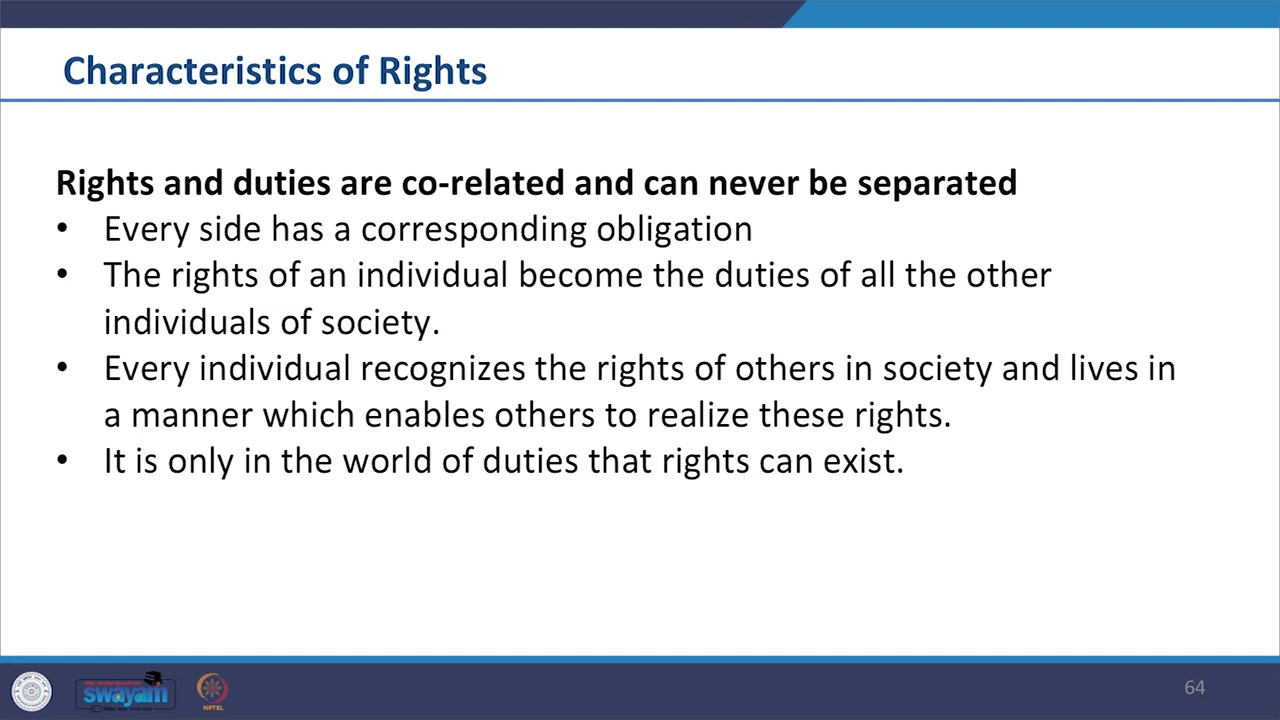 Characteristics of Rights
Rights and duties are co-related and can never be separated
• Every side has a corresponding obligation
• The rights of an individual become the duties of all the other
individuals of society.
• Every individual recognizes the rights of others in society and lives in
a manner which enables others to realize these rights.
• It is only in the world of duties that rights can exist.
FREE ONLINE EDUCATION
swayam
NPTEL
64